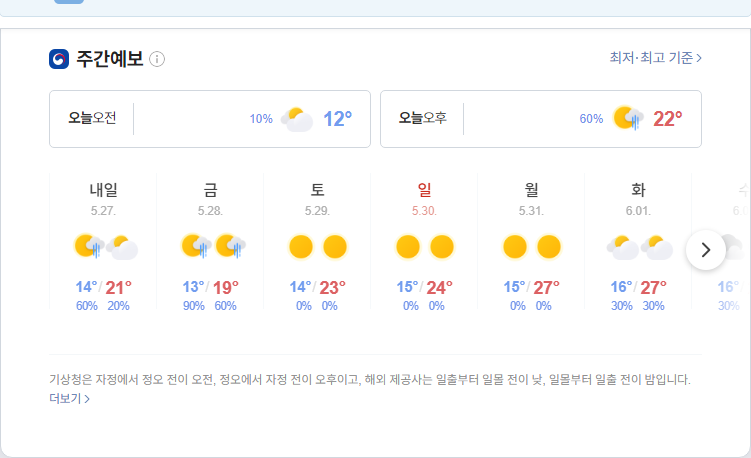 주간예보
최저·최고 기준 >
오늘오전 10% 12°
오늘오후 60% 22°
내일 금 토 일 월 화 수
5.27. 5.28. 5.29. 5.30. 5.31. 6.01.
14°/21° 13°/19° 14°/23° 15°/24° 15°/27° 16°/27° 16°
60% 20% 90% 60% 0% 0% 0% 0% 0% 0% 30% 30% 30%
기상청은 자정에서 정오 전이 오전, 정오에서 자정 전이 오후이고, 해외 제공사는 일출부터 일몰 전이 낮, 일몰부터 일출 전이 밤입니다.
더보기 >